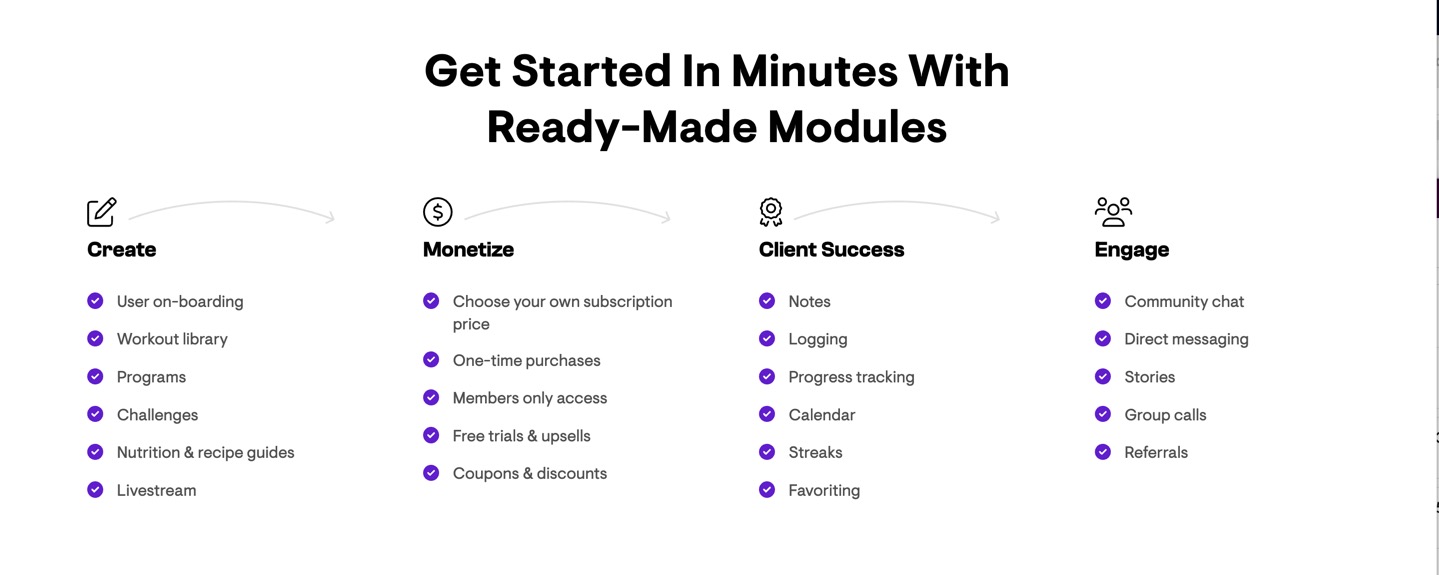 Get Started In Minutes With
Ready-Made Modules
Create
User on-boarding
Workout library
Programs
Challenges
Nutrition & recipe guides
Livestream
Monetize
Choose your own subscription
price
One-time purchases
Members only access
Free trials & upsells
Coupons & discounts
Client Success
Notes
Logging
Progress tracking
Calendar
Streaks
Favoriting
Engage
Community chat
Direct messaging
Stories
Group calls
Referrals